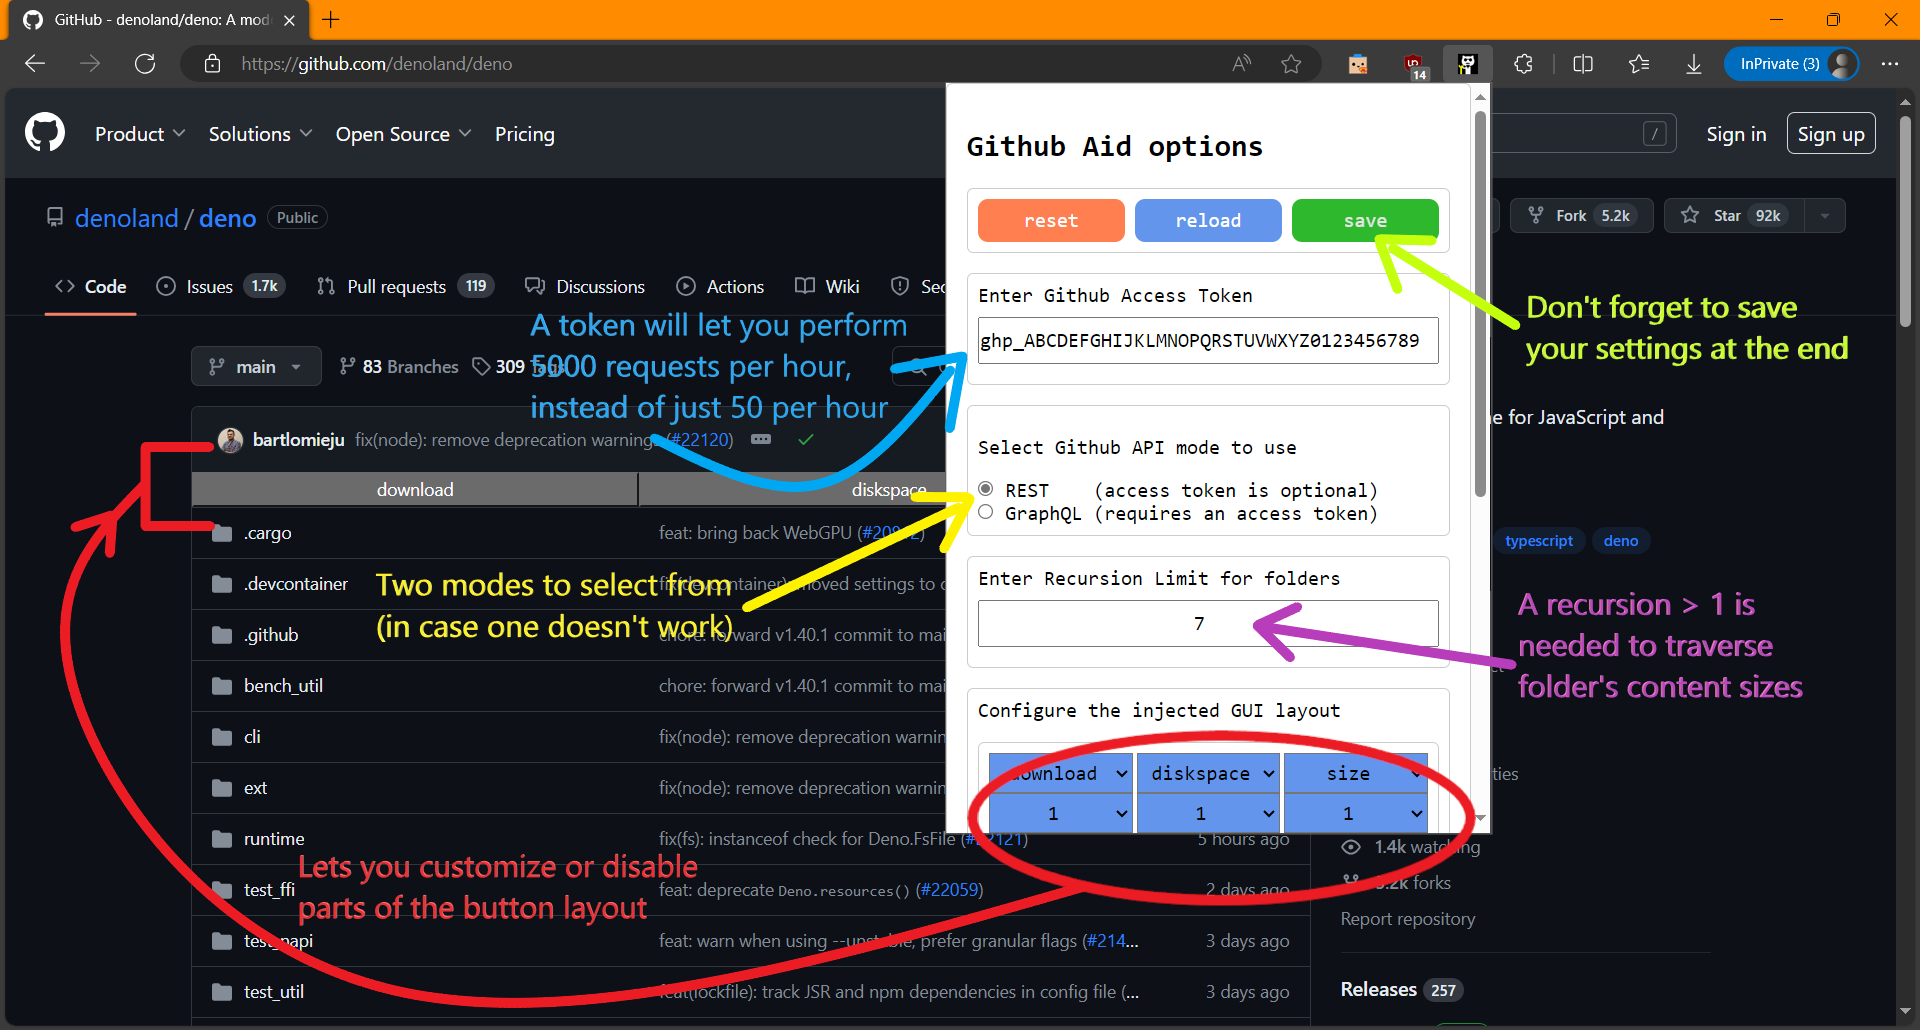 GitHub - denoland/deno: A mod
https://github.com/denoland/deno
14
InPrivate (3)
Product
Solutions
Open Source
Pricing
/
Sign in
Sign up
denoland / deno
Public
Fork 5.2k
Star 92k
Code
Issues 1.7k
Pull requests 119
Discussions
Actions
Wiki
Sec
main
83 Branches
309 Tags
bartlomieju fix(node): remove deprecation warning (#22120)
download
diskspace
.cargo
feat: bring back WebGPU
.devcontainer
moved settings to
.github
forward v1.40.1 commit to mai
bench_util
chore: forward v1.40.1 commit to mai
cli
fix(node): remove deprecation warnin
ext
fix(node): remove deprecation warnin
runtime
fix(fs): instanceof check for Deno.FsFile
5 hours ago
test_ffi
feat: deprecate Deno.resources() (#22059)
2 days ago
test_napi
feat: warn when using --unstable, prefer granular flags (#214...
3 days ago
test_util
feat(lockfile): track JSR and npm dependencies in config file (...
3 days ago
A token will let you perform
5000 requests per hour,
instead of just 50 per hour
Two modes to select from
(in case one doesn't work)
Lets you customize or disable
parts of the button layout
Github Aid options
reset
reload
save
Enter Github Access Token
ghp_ABCDEFGHIJKLMNOPQRSTUVWXYZ0123456789
Select Github API mode to use
REST (access token is optional)
GraphQL (requires an access token)
Enter Recursion Limit for folders
7
Configure the injected GUI layout
download
diskspace
size
1
1
1
Don't forget to save
your settings at the end
e for JavaScript and
typescript
deno
A recursion > 1 is
needed to traverse
folder's content sizes
ties
1.4k watching
5.2k forks
Report repository
Releases 257